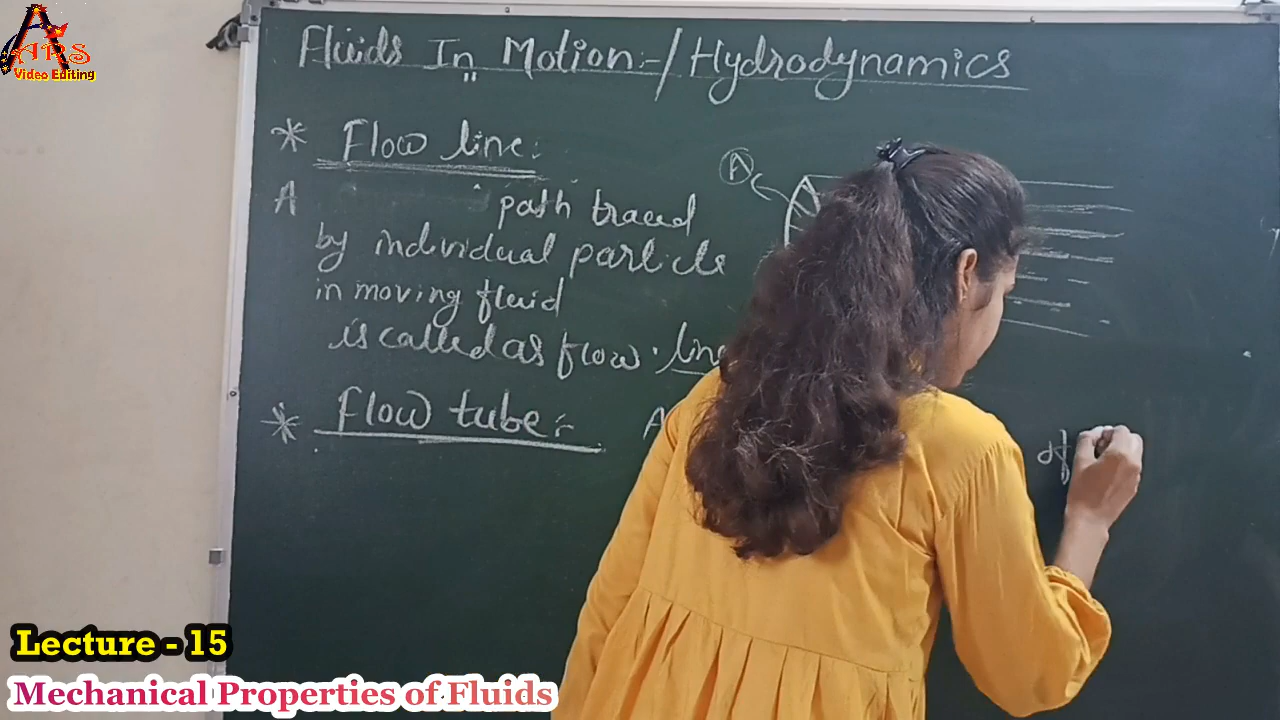 ARS
Video Editing
Fluids In Motion:-/Hydrodynamics
* Flow line:
A path traced
by individual particle
in moving fluid
is called as flow line
* Flow tube:-
A
of
A
Lecture - 15
Mechanical Properties of Fluids